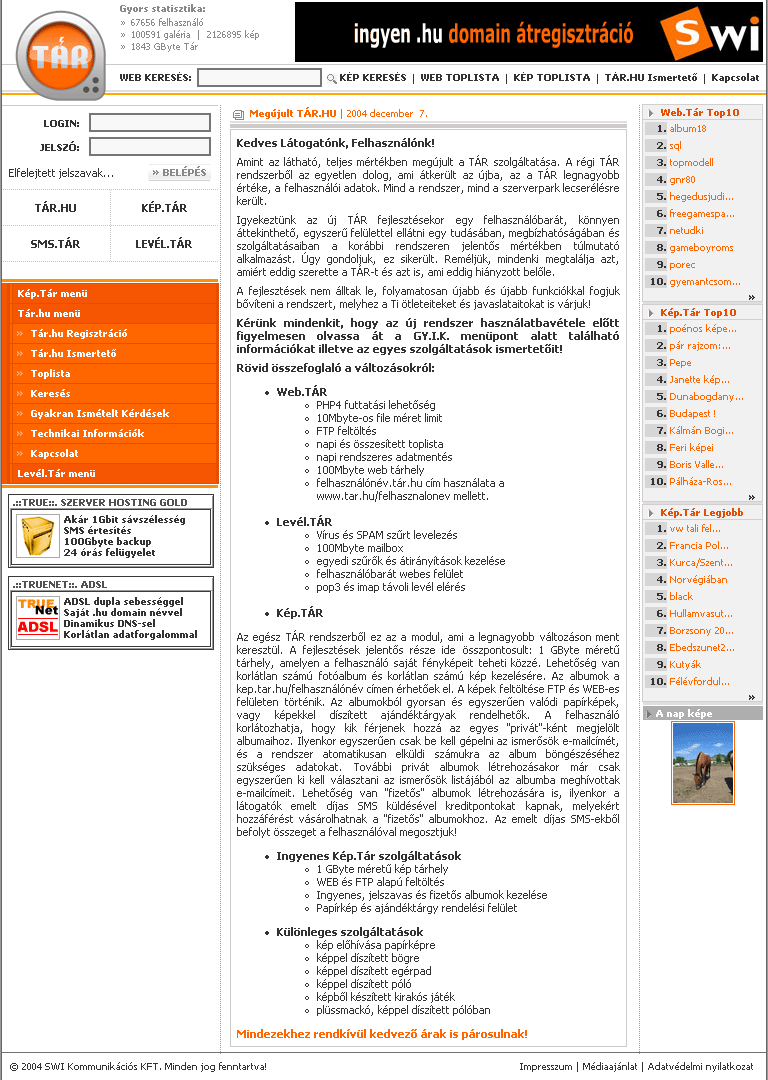 TÁR
Gyors statisztika:
» 67656 felhasználó
» 100591 galéria | 2126895 kép
» 1843 GByte Tár
ingyen .hu domain átregisztráció
Swi
WEB KERESÉS:
KÉP KERESÉS | WEB TOPLISTA | KÉP TOPLISTA | TÁR.HU Ismertető | Kapcsolat
LOGIN:
JELSZÓ:
Elfelejtett jelszavak...
» BELÉPÉS
TÁR.HU
KÉP.TÁR
SMS.TÁR
LEVÉL.TÁR
Kép.Tár menü
Tár.hu menü
» Tár.hu Regisztráció
» Tár.hu Ismertető
» Toplista
» Keresés
» Gyakran Ismételt Kérdések
» Technikai Információk
» Kapcsolat
Levél.Tár menü
.::TRUE::. SZERVER HOSTING GOLD
Akár 1Gbit sávszélesség
SMS értesítés
100Gbyte backup
24 órás felügyelet
.::TRUENET::. ADSL
TRUE
Net
ADSL
ADSL dupla sebességgel
Saját .hu domain névvel
Dinamikus DNS-sel
Korlátlan adatforgalommal
Megújult TÁR.HU | 2004 december 7.
Kedves Látogatónk, Felhasználónk!
Amint az látható, teljes mértékben megújult a TÁR szolgáltatása. A régi TÁR
rendszerből az egyetlen dolog, ami átkerült az újba, az a TÁR legnagyobb
értéke, a felhasználói adatok. Mind a rendszer, mind a szerverpark lecserélésre
került.
Igyekeztünk az új TÁR fejlesztésekor egy felhasználóbarát, könnyen
áttekinthető, egyszerű felülettel ellátni egy tudásában, megbízhatóságában és
szolgáltatásaiban a korábbi rendszeren jelentős mértékben túlmutató
alkalmazást. Úgy gondoljuk, ez sikerült. Reméljük, mindenki megtalálja azt,
amiért eddig szerette a TÁR-t és azt is, ami eddig hiányzott belőle.
A fejlesztések nem álltak le, folyamatosan újabb és újabb funkciókkal fogjuk
bővíteni a rendszert, melyhez a Ti ötleteiteket és javaslataitokat is várjuk!
Kérünk mindenkit, hogy az új rendszer használatbavétele előtt
figyelmesen olvassa át a GY.I.K. menüpont alatt található
információkat illetve az egyes szolgáltatások ismertetőit!
Rövid összefoglaló a változásokról:
• Web.TÁR
PHP4 futtatási lehetőség
10Mbyte-os file méret limit
FTP feltöltés
napi és összesített toplista
napi rendszeres adatmentés
100Mbyte web tárhely
felhasználónév.tár.hu cím használata a
www.tar.hu/felhasznalonev mellett.
• Levél.TÁR
Vírus és SPAM szűrt levelezés
100Mbyte mailbox
egyedi szűrők és átirányítások kezelése
felhasználóbarát webes felület
pop3 és imap távoli levél elérés
• Kép.TÁR
Az egész TÁR rendszerből ez az a modul, ami a legnagyobb változáson ment
keresztül. A fejlesztések jelentős része ide összpontosult: 1 GByte méretű
tárhely, amelyen a felhasználó saját fényképeit teheti közzé. Lehetőség van
korlátlan számú fotóalbum és korlátlan számú kép kezelésére. Az albumok a
kep.tar.hu/felhasználónév címen érhetőek el. A képek feltöltése FTP és WEB-es
felületen történik. Az albumokból gyorsan és egyszerűen valódi papírképek,
vagy képekkel díszített ajándéktárgyak rendelhetők. A felhasználó
korlátozhatja, hogy kik férjenek hozzá az egyes "privát"-ként megjelölt
albumaihoz. Ilyenkor egyszerűen csak be kell gépelni az ismerősök e-mailcímét,
és a rendszer atomatikusan elküldi számukra az album böngészéséhez
szükséges adatokat. További privát albumok létrehozásakor már csak
egyszerűen ki kell választani az ismerősök listájából az albumba meghívottak
e-mailcímeit. Lehetőség van "fizetős" albumok létrehozására is, ilyenkor a
látogatók emelt díjas SMS küldésével kreditpontokat kapnak, melyekért
hozzáférést vásárolhatnak a "fizetős" albumokhoz. Az emelt díjas SMS-ekből
befolyt összeget a felhasználóval megosztjuk!
• Ingyenes Kép.Tár szolgáltatások
1 GByte méretű kép tárhely
WEB és FTP alapú feltöltés
Ingyenes, jelszavas és fizetős albumok kezelése
Papírkép és ajándéktárgy rendelési felület
• Különleges szolgáltatások
kép előhívása papírképre
képpel díszített bögre
képpel díszített egérpad
képpel díszített póló
képből készített kirakós játék
plüssmackó, képpel díszített pólóban
Mindezekhez rendkívül kedvező árak is párosulnak!
Web.Tár Top10
1. album18
2. sql
3. topmodell
4. gnr80
5. hegedusjudi...
6. freegamespa...
7. netudki
8. gameboyroms
9. porec
10. gyemantcsom...
»
Kép.Tár Top10
1. poénos képe...
2. pár rajzom:...
3. Pepe
4. Janette kép...
5. Dunabogdany...
6. Budapest !
7. Kálmán Bogi...
8. Feri képei
9. Boris Valle...
10. Pálháza-Ros...
»
Kép.Tár Legjobb
1. vw tali fel...
2. Francia Pol...
3. Kurca/Szent...
4. Norvégiában
5. black
6. Hullamvasut...
7. Borzsony 20...
8. Ebedszunet2...
9. Kutyák
10. Félévfordul...
»
A nap képe
© 2004 SWI Kommunikációs KFT. Minden jog fenntartva!
Impresszum | Médiaajánlat | Adatvédelmi nyilatkozat